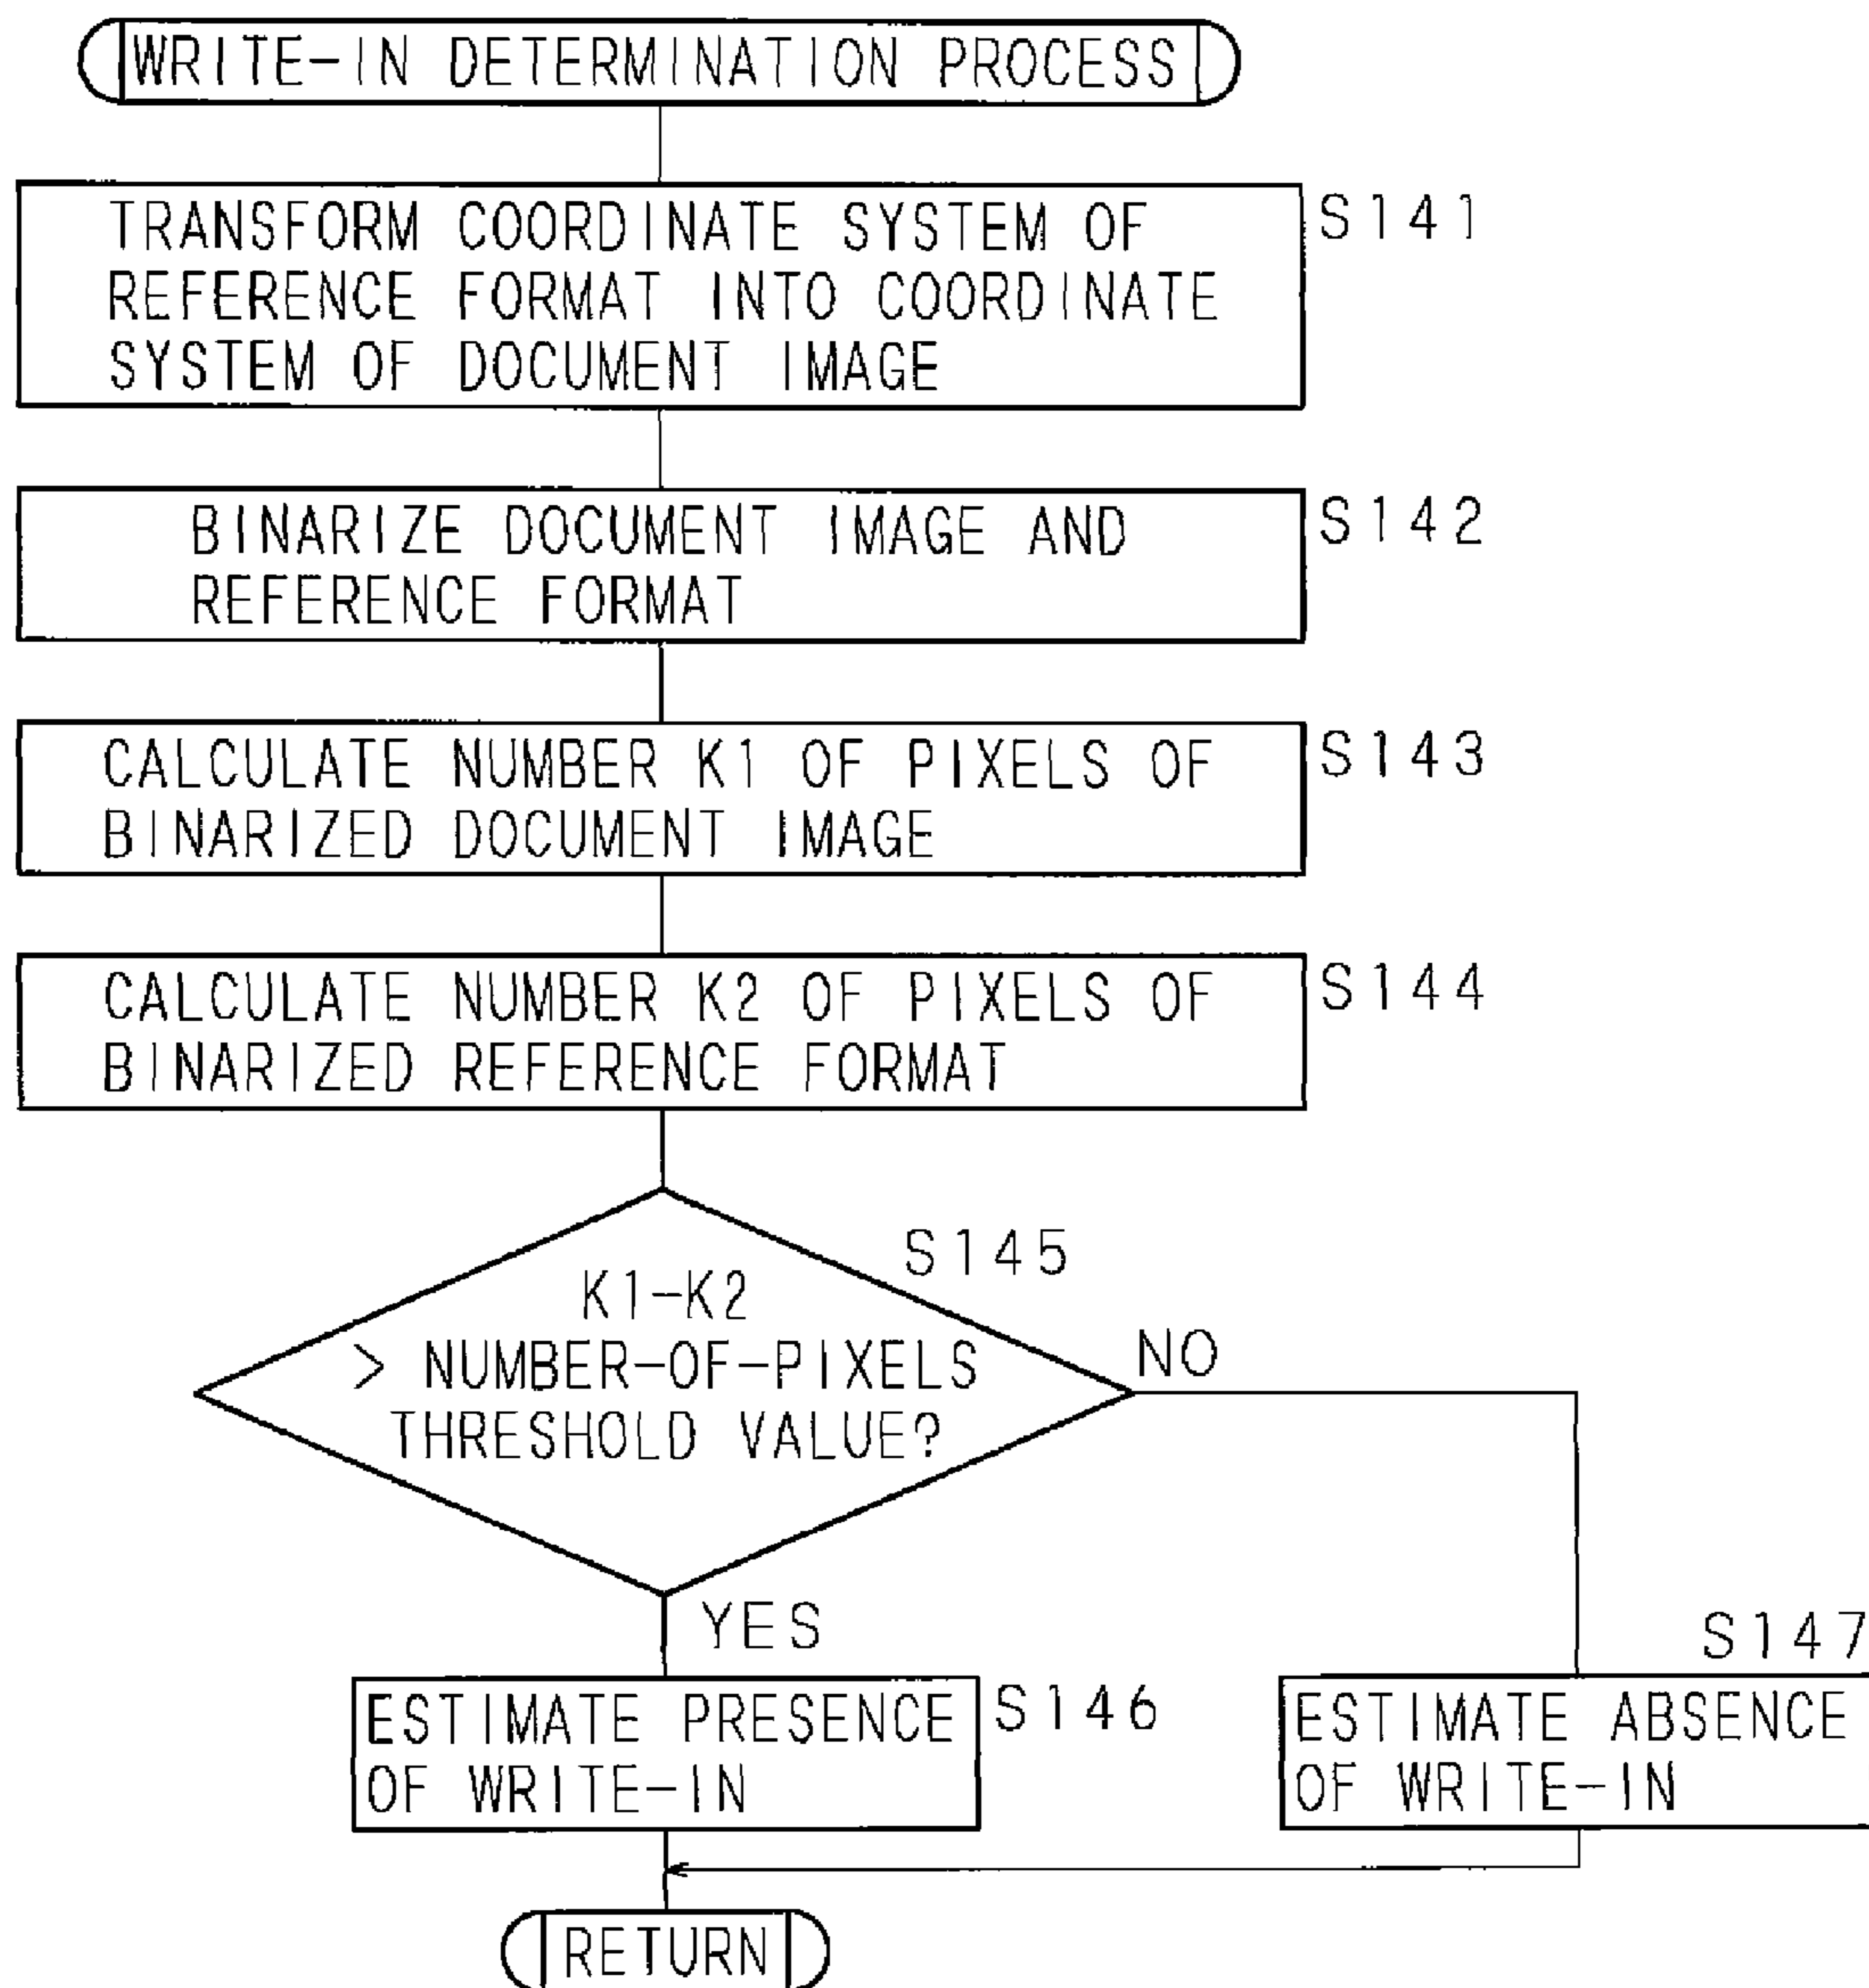 WRITE-IN DETERMINATION PROCESS
TRANSFORM COORDINATE SYSTEM OF
REFERENCE FORMAT INTO COORDINATE
SYSTEM OF DOCUMENT IMAGE
S141
BINARIZE DOCUMENT IMAGE AND
REFERENCE FORMAT
S142
CALCULATE NUMBER K1 OF PIXELS OF
BINARIZED DOCUMENT IMAGE
S143
CALCULATE NUMBER K2 OF PIXELS OF
BINARIZED REFERENCE FORMAT
S144
S145
K1-K2
> NUMBER-OF-PIXELS
THRESHOLD VALUE?
NO
YES
ESTIMATE PRESENCE
OF WRITE-IN
S146
S147
ESTIMATE ABSENCE
OF WRITE-IN
RETURN